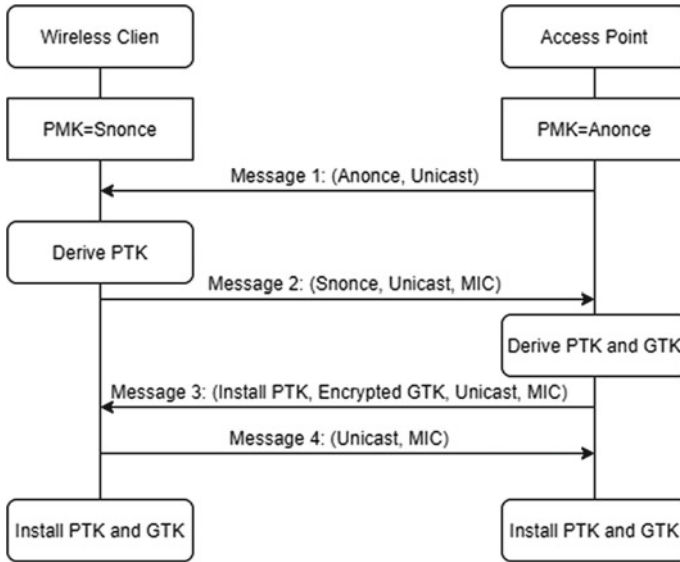 Wireless Clien
Access Point
PMK=Snonce
PMK=Anonce
Message 1: (Anonce, Unicast)
Derive PTK
Message 2: (Snonce, Unicast, MIC)
Derive PTK and GTK
Message 3: (Install PTK, Encrypted GTK, Unicast, MIC)
Message 4: (Unicast, MIC)
Install PTK and GTK
Install PTK and GTK